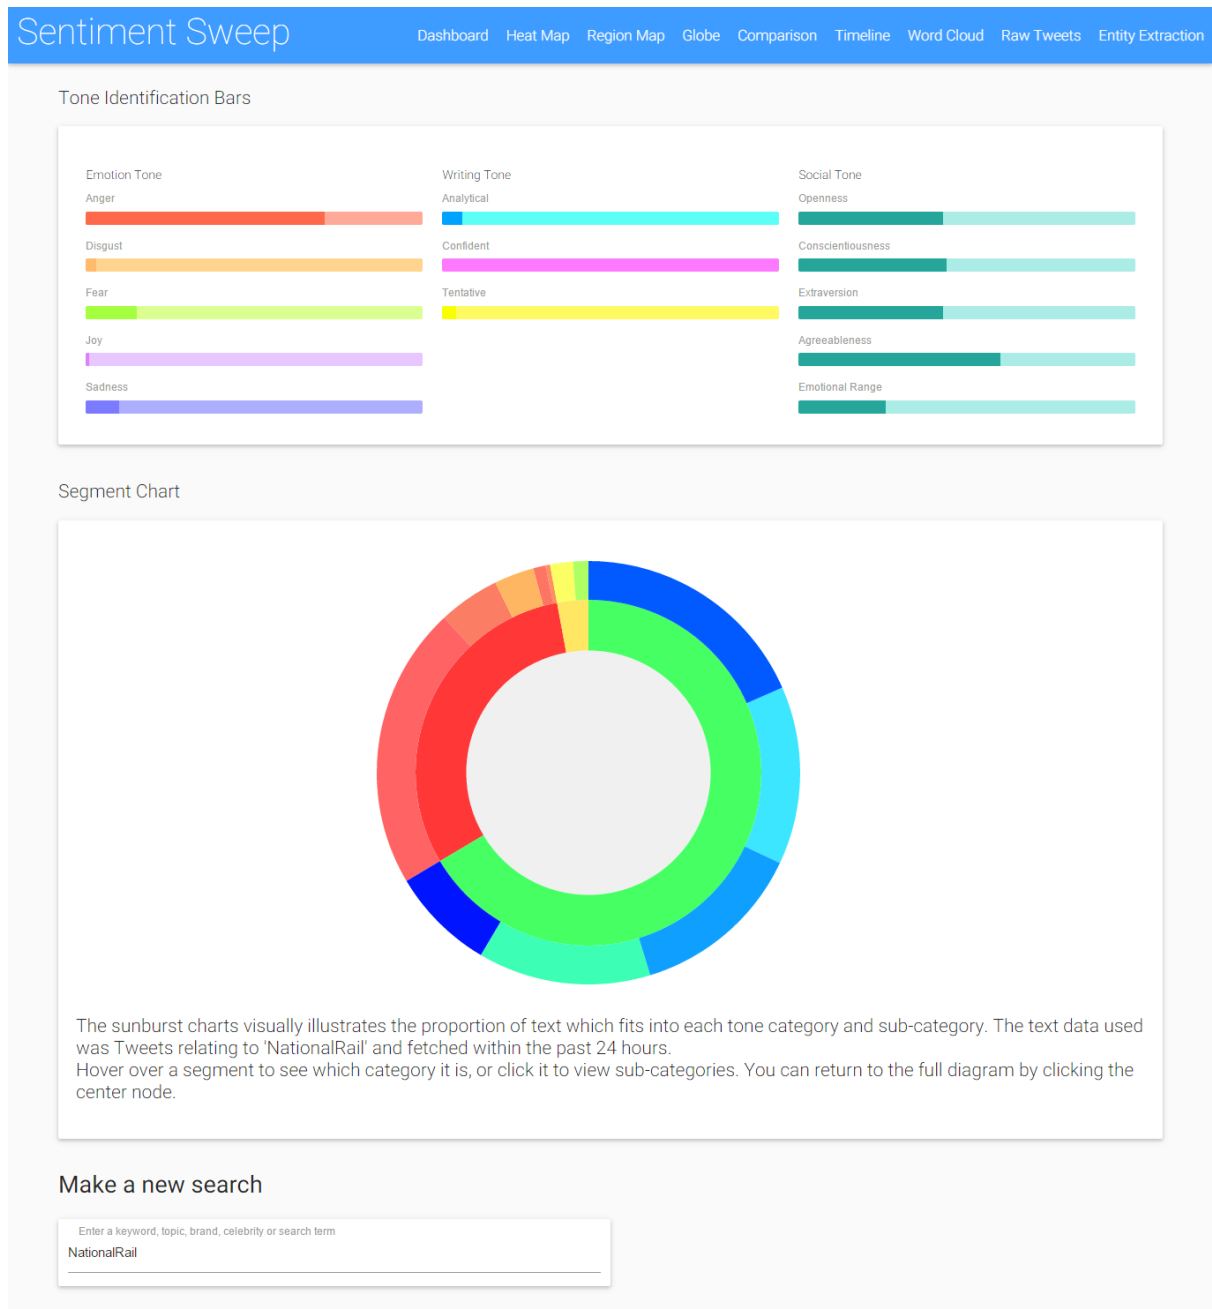 Sentiment Sweep
Dashboard Heat Map Region Map Globe Comparison Timeline Word Cloud Raw Tweets Entity Extraction
Tone Identification Bars
Emotion Tone
Anger
Disgust
Fear
Joy
Sadness
Writing Tone
Analytical
Confident
Tentative
Social Tone
Openness
Conscientiousness
Extraversion
Agreeableness
Emotional Range
Segment Chart
The sunburst charts visually illustrates the proportion of text which fits into each tone category and sub-category. The text data used
was Tweets relating to 'NationalRail' and fetched within the past 24 hours.
Hover over a segment to see which category it is, or click it to view sub-categories. You can return to the full diagram by clicking the
center node.
Make a new search
Enter a keyword, topic, brand, celebrity or search term
NationalRail